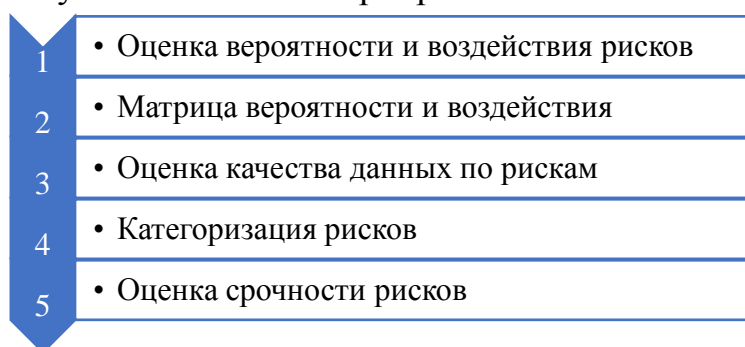 1 • Оценка вероятности и воздействия рисков
2 • Матрица вероятности и воздействия
3 • Оценка качества данных по рискам
4 • Категоризация рисков
5 • Оценка срочности рисков